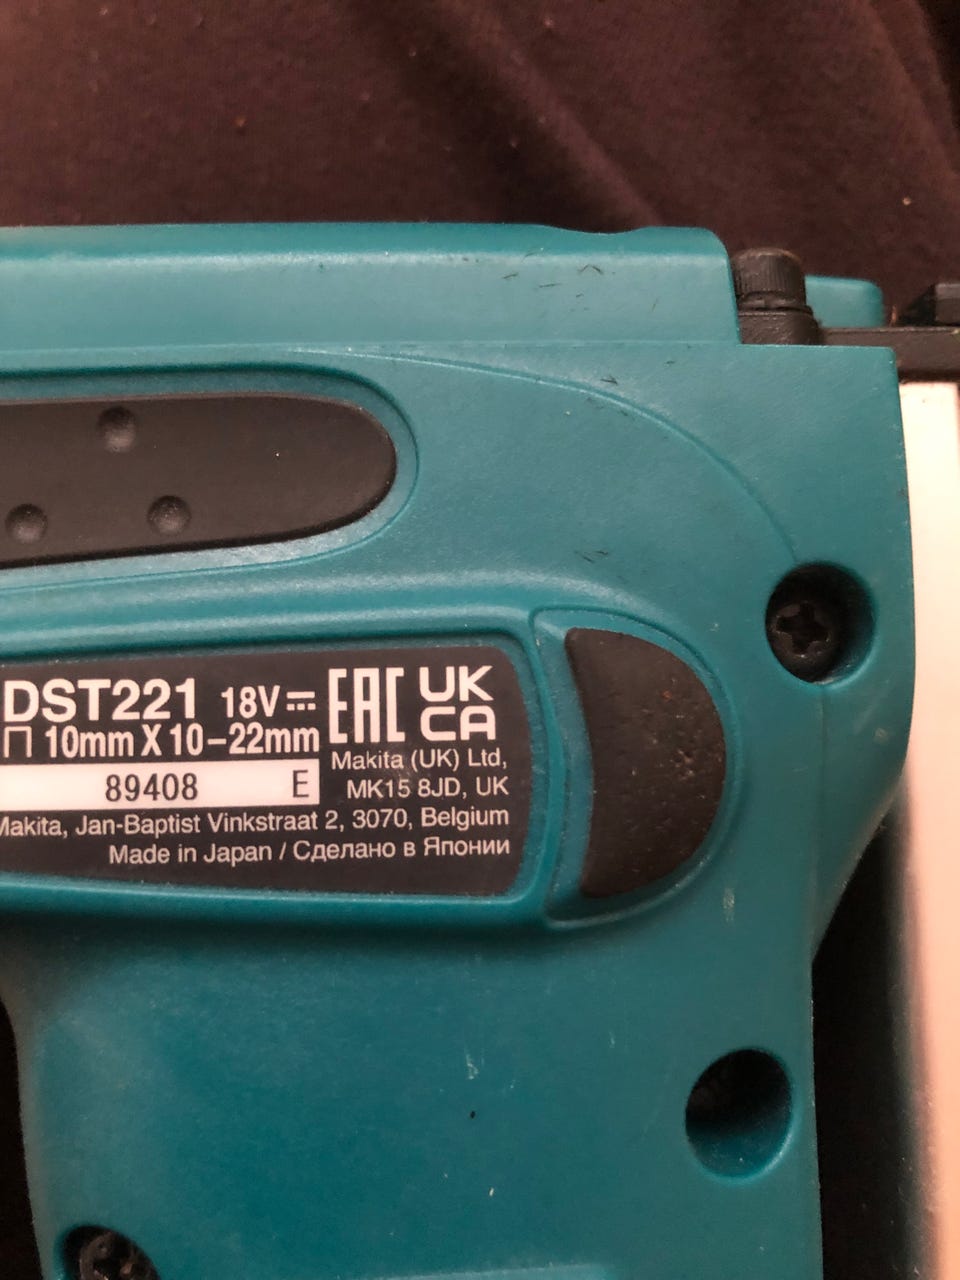 DST221 18V⎓ EAC UK CA
⊓ 10mm X 10-22mm
Makita (UK) Ltd,
89408 E MK15 8JD, UK
Makita, Jan-Baptist Vinkstraat 2, 3070, Belgium
Made in Japan / Сделано в Японии